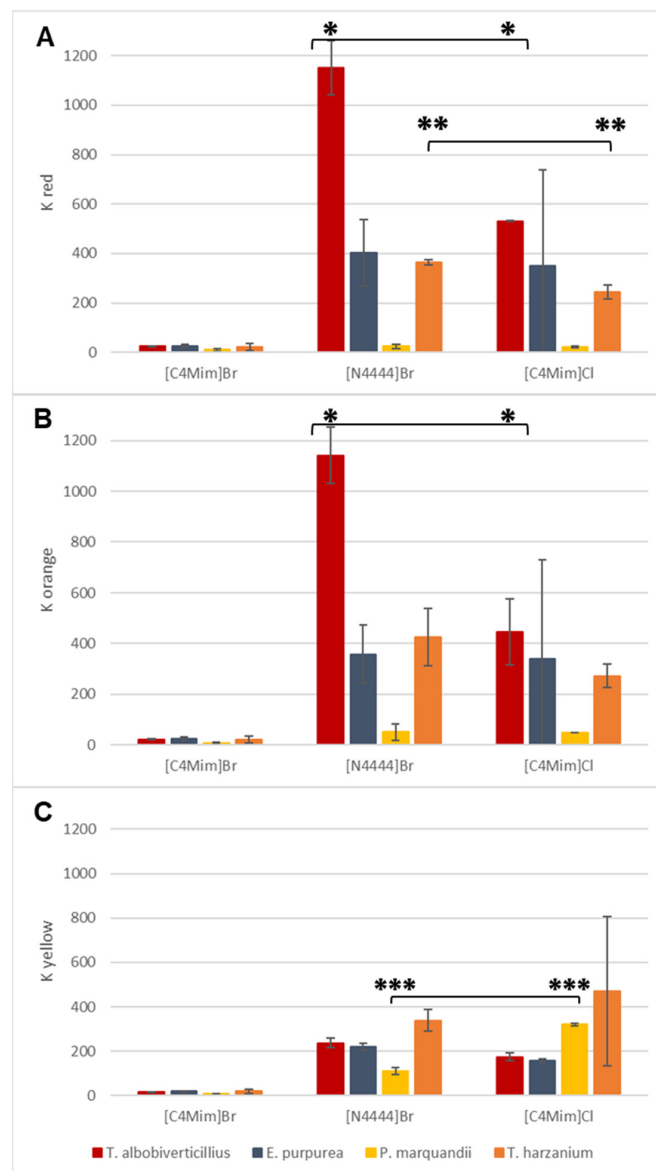 A
* *
** **
1200
1000
800
600
400
200
0
K red
[C4Mim]Br [N4444]Br [C4Mim]Cl
B
* *
1200
1000
800
600
400
200
0
K orange
[C4Mim]Br [N4444]Br [C4Mim]Cl
C
1200
1000
800
600
400
200
0
K yellow
*** ***
[C4Mim]Br [N4444]Br [C4Mim]Cl
T. albobiverticillius E. purpurea P. marquandii T. harzanium